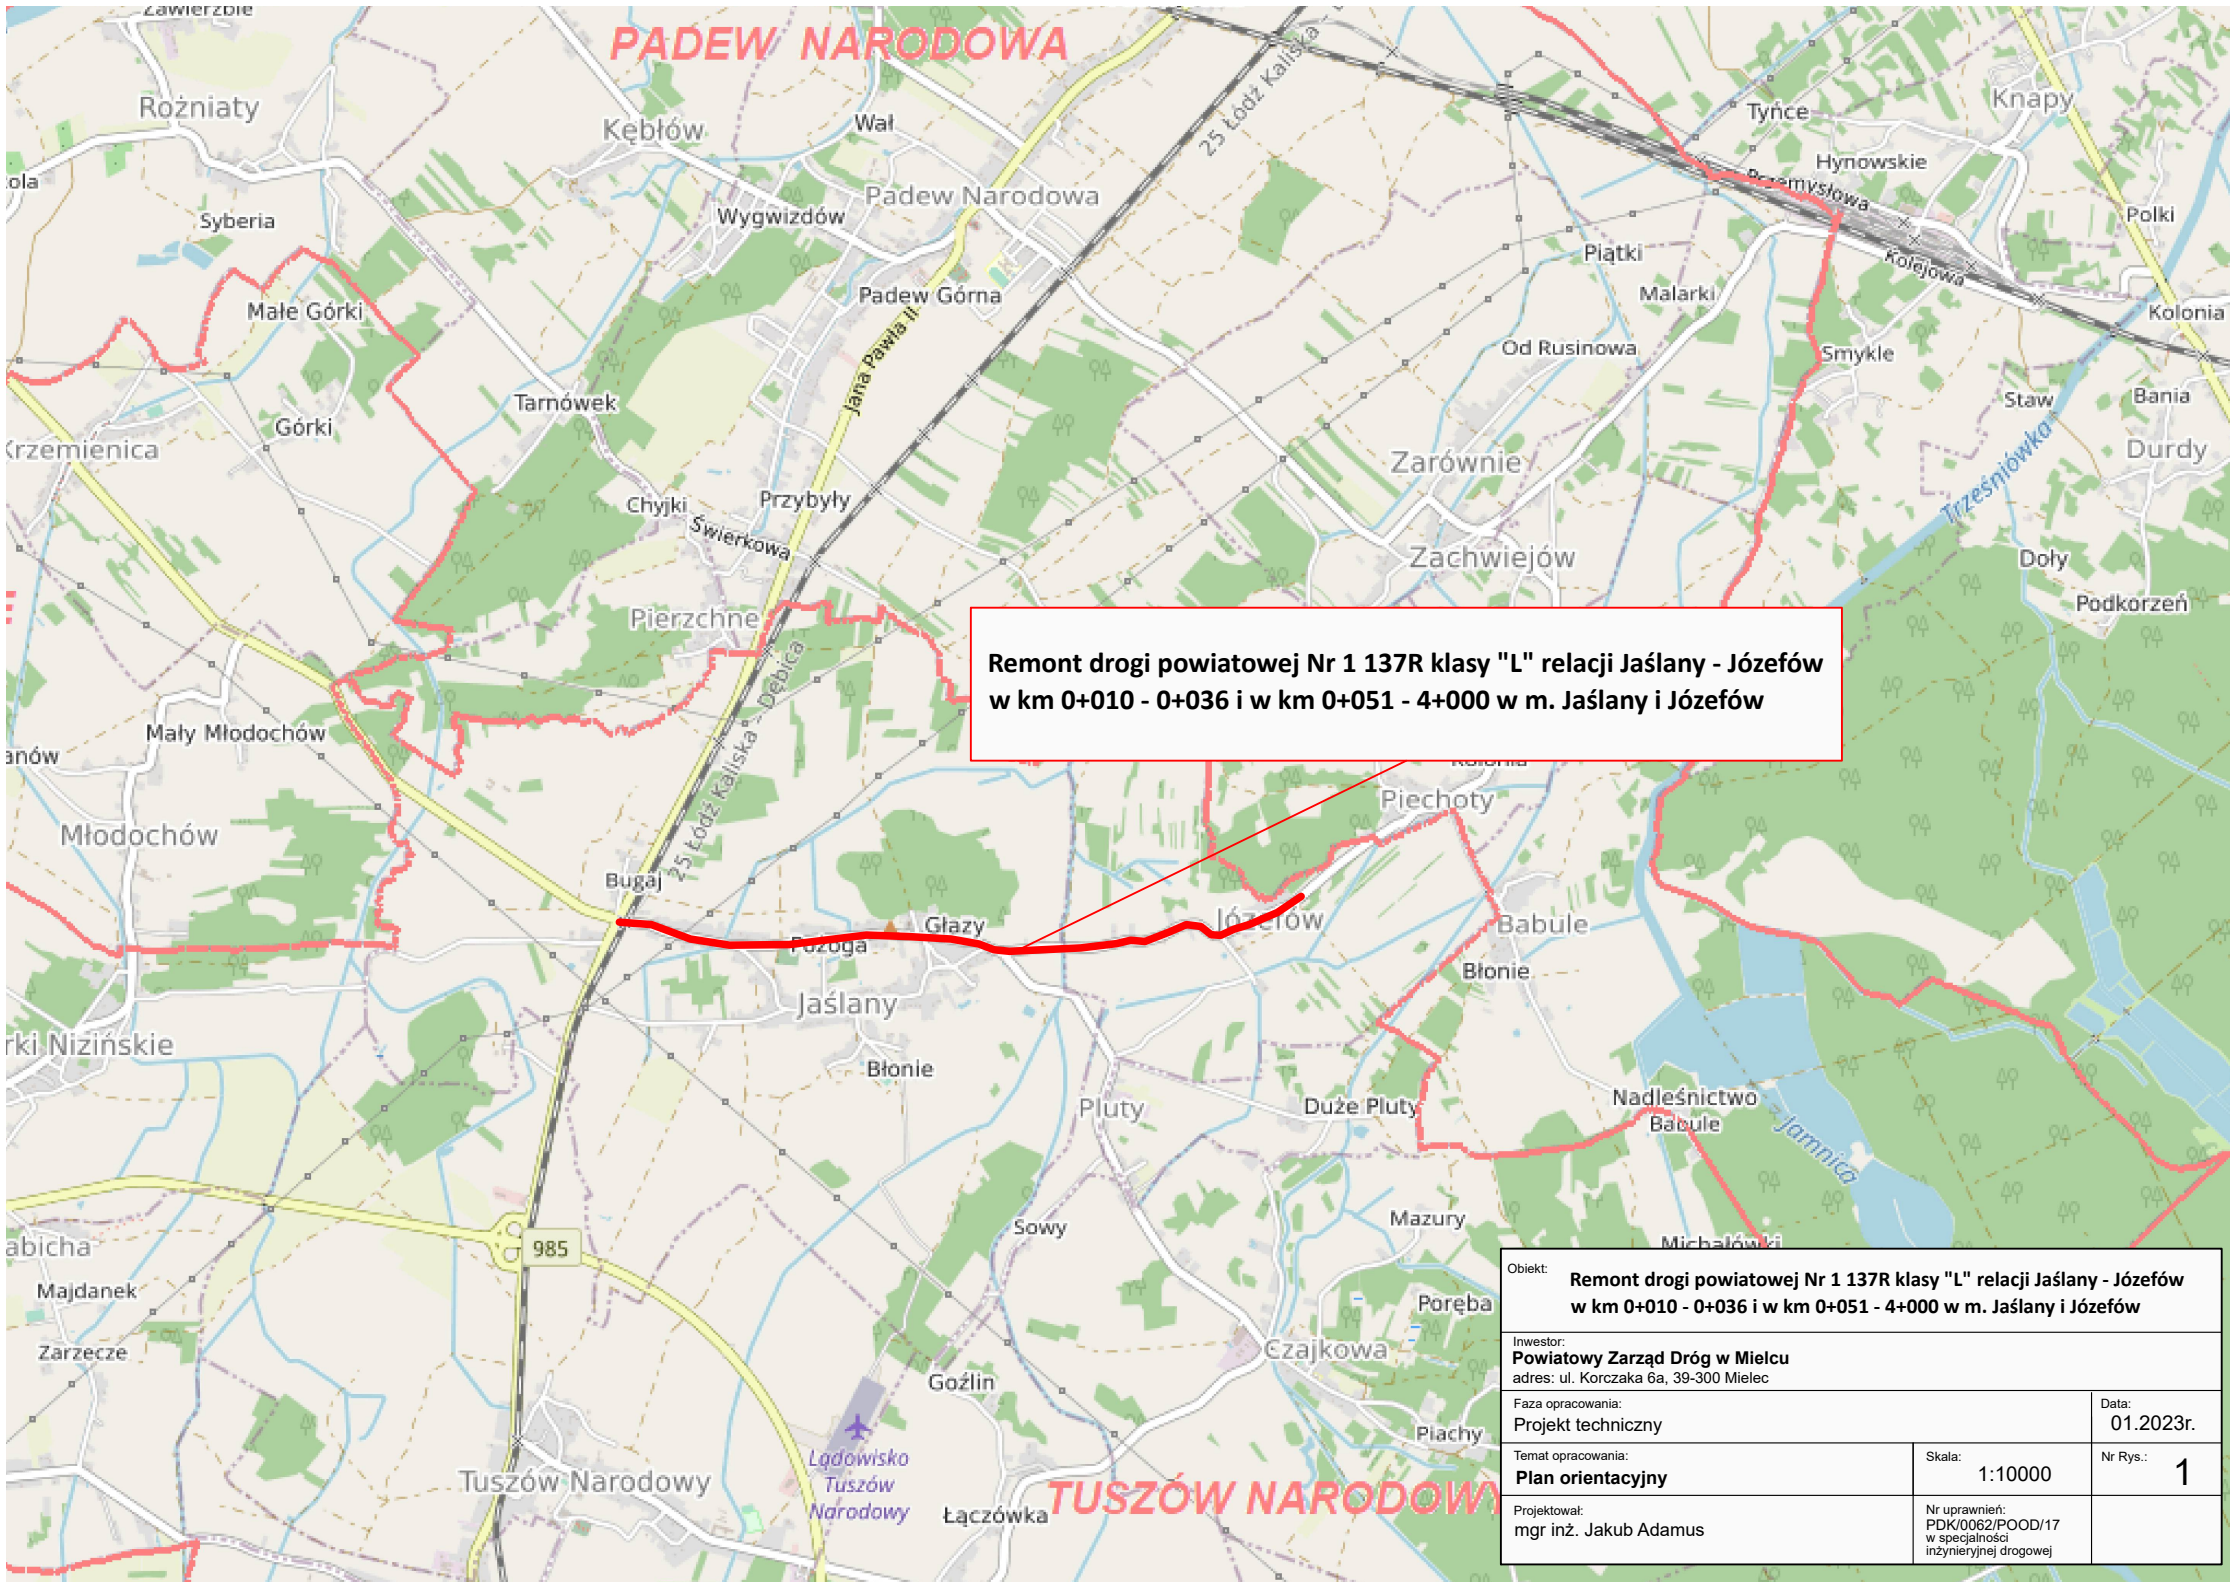 Zawierzbie
PADEW NARODOWA
Rożniaty
Kębłów
Wał
25 Łódź Kaliska -
Tyńce
Knapy
ola
Hynowskie
Syberia
Wygwizdów
Padew Narodowa
Przemysłowa
Polki
Piątki
Kolejowa
Małe Górki
Padew Górna
Malarki
Kolonia
Jana Pawła II
Od Rusinowa
Smykle
Tarnówek
Staw
Bania
Górki
Krzemienica
Zarównie
Durdy
Chyjki
Przybyły
Trześniówka
Świerkowa
Zachwiejów
Doły
Pierzchne
Podkorzeń
Remont drogi powiatowej Nr 1 137R klasy "L" relacji Jaślany - Józefów
w km 0+010 - 0+036 i w km 0+051 - 4+000 w m. Jaślany i Józefów
Mały Młodochów
anów
25 Łódź Kaliska - Dębica
Kolonia
Piechoty
Młodochów
Bugaj
Głazy
Józefów
Babule
Pożoga
Błonie
Jaślany
rki Nizińskie
Błonie
Pluty
Duże Pluty
Nadleśnictwo
Babule
Jamnica
Sowy
Mazury
abicha
985
Michałówki
Majdanek
Poręba
Zarzecze
Czajkowa
Goźlin
Piachy
Lądowisko
Tuszów
Narodowy
Tuszów Narodowy
Łączówka
TUSZÓW NARODOWY
Obiekt:
Remont drogi powiatowej Nr 1 137R klasy "L" relacji Jaślany - Józefów
w km 0+010 - 0+036 i w km 0+051 - 4+000 w m. Jaślany i Józefów
Inwestor:
Powiatowy Zarząd Dróg w Mielcu
adres: ul. Korczaka 6a, 39-300 Mielec
Faza opracowania:
Projekt techniczny
Data:
01.2023r.
Temat opracowania:
Plan orientacyjny
Skala:
1:10000
Nr Rys.:
1
Projektował:
mgr inż. Jakub Adamus
Nr uprawnień:
PDK/0062/POOD/17
w specjalności
inżynieryjnej drogowej